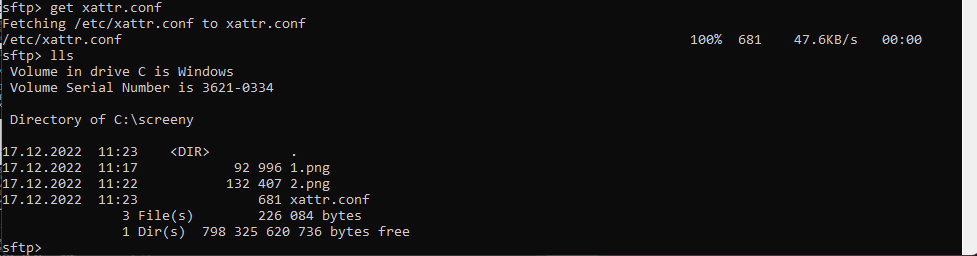 sftp> get xattr.conf
Fetching /etc/xattr.conf to xattr.conf
/etc/xattr.conf 100% 681 47.6KB/s 00:00
sftp> lls
Volume in drive C is Windows
Volume Serial Number is 3621-0334
Directory of C:\screeny
17.12.2022 11:23 <DIR> .
17.12.2022 11:17 92 996 1.png
17.12.2022 11:22 132 407 2.png
17.12.2022 11:23 681 xattr.conf
3 File(s) 226 084 bytes
1 Dir(s) 798 325 620 736 bytes free
sftp>